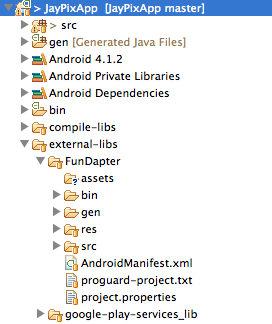 > JayPixApp [JayPixApp master]
> src
gen [Generated Java Files]
Android 4.1.2
Android Private Libraries
Android Dependencies
bin
compile-libs
external-libs
FunDapter
assets
bin
gen
res
src
AndroidManifest.xml
proguard-project.txt
project.properties
google-play-services_lib